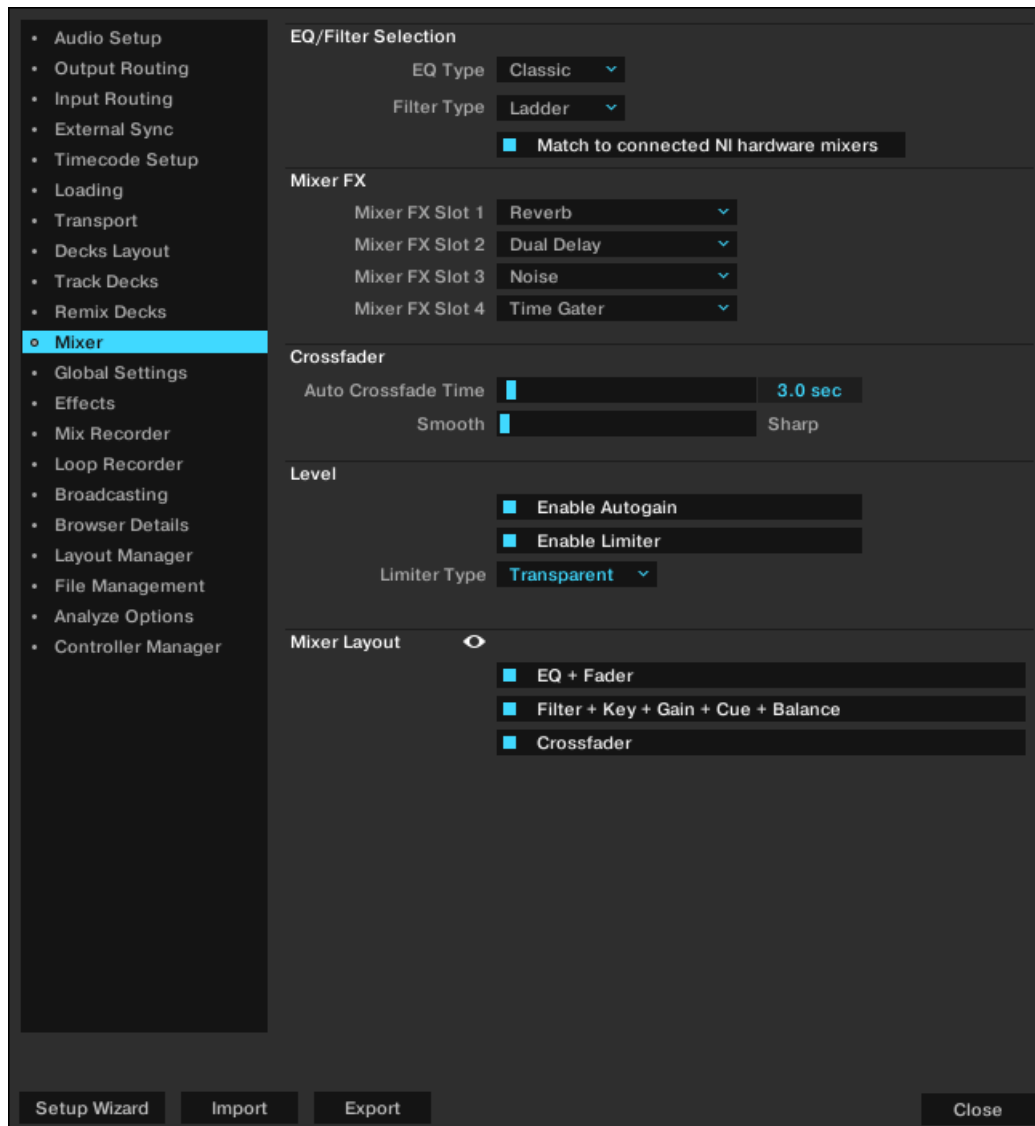 Audio Setup
Output Routing
Input Routing
External Sync
Timecode Setup
Loading
Transport
Decks Layout
Track Decks
Remix Decks
Mixer
Global Settings
Effects
Mix Recorder
Loop Recorder
Broadcasting
Browser Details
Layout Manager
File Management
Analyze Options
Controller Manager
EQ/Filter Selection
EQ Type Classic
Filter Type Ladder
Match to connected NI hardware mixers
Mixer FX
Mixer FX Slot 1 Reverb
Mixer FX Slot 2 Dual Delay
Mixer FX Slot 3 Noise
Mixer FX Slot 4 Time Gater
Crossfader
Auto Crossfade Time 3.0 sec
Smooth Sharp
Level
Enable Autogain
Enable Limiter
Limiter Type Transparent
Mixer Layout
EQ + Fader
Filter + Key + Gain + Cue + Balance
Crossfader
Setup Wizard Import Export Close